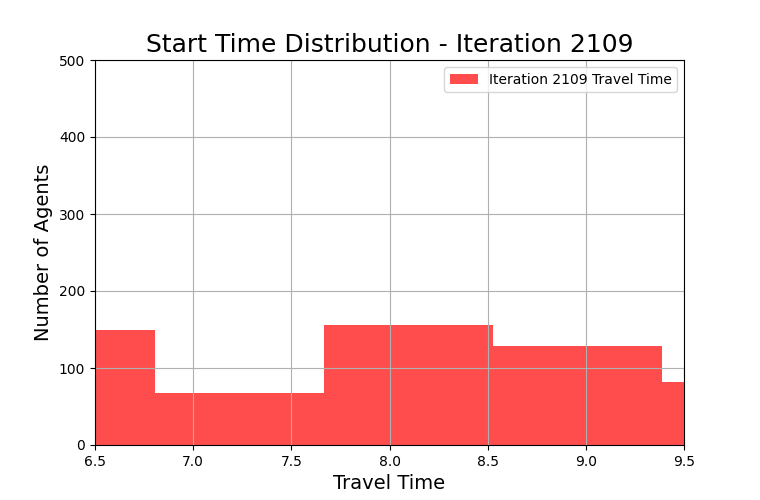 Start Time Distribution - Iteration 2109
500
Iteration 2109 Travel Time
400
300
200
100
0
Number of Agents
6.5 7.0 7.5 8.0 8.5 9.0 9.5
Travel Time